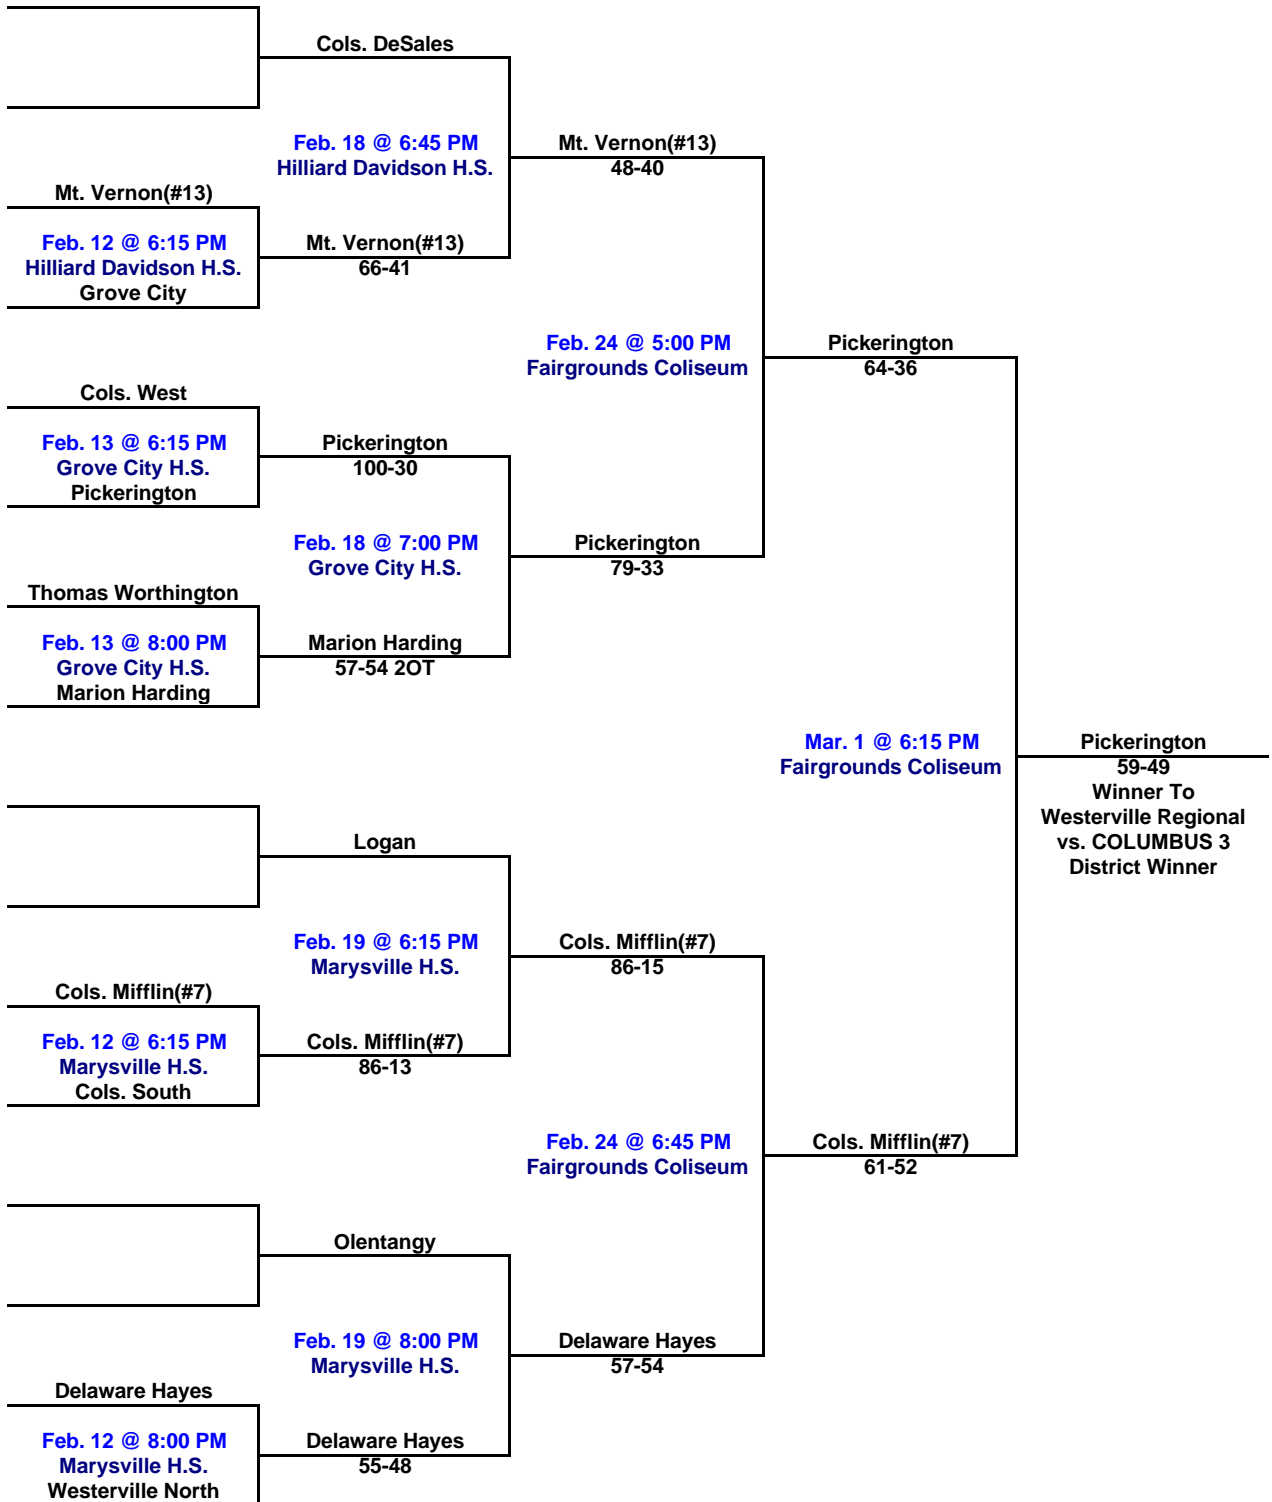 Cols. DeSales
Feb. 18 @ 6:45 PM
Hilliard Davidson H.S.
Mt. Vernon(#13)
48-40
Mt. Vernon(#13)
Feb. 12 @ 6:15 PM
Hilliard Davidson H.S.
Grove City
Mt. Vernon(#13)
66-41
Feb. 24 @ 5:00 PM
Fairgrounds Coliseum
Pickerington
64-36
Cols. West
Feb. 13 @ 6:15 PM
Grove City H.S.
Pickerington
Pickerington
100-30
Feb. 18 @ 7:00 PM
Grove City H.S.
Pickerington
79-33
Thomas Worthington
Feb. 13 @ 8:00 PM
Grove City H.S.
Marion Harding
Marion Harding
57-54 2OT
Mar. 1 @ 6:15 PM
Fairgrounds Coliseum
Pickerington
59-49
Winner To
Westerville Regional
vs. COLUMBUS 3
District Winner
Logan
Feb. 19 @ 6:15 PM
Marysville H.S.
Cols. Mifflin(#7)
86-15
Cols. Mifflin(#7)
Feb. 12 @ 6:15 PM
Marysville H.S.
Cols. South
Cols. Mifflin(#7)
86-13
Feb. 24 @ 6:45 PM
Fairgrounds Coliseum
Cols. Mifflin(#7)
61-52
Olentangy
Feb. 19 @ 8:00 PM
Marysville H.S.
Delaware Hayes
57-54
Delaware Hayes
Feb. 12 @ 8:00 PM
Marysville H.S.
Westerville North
Delaware Hayes
55-48